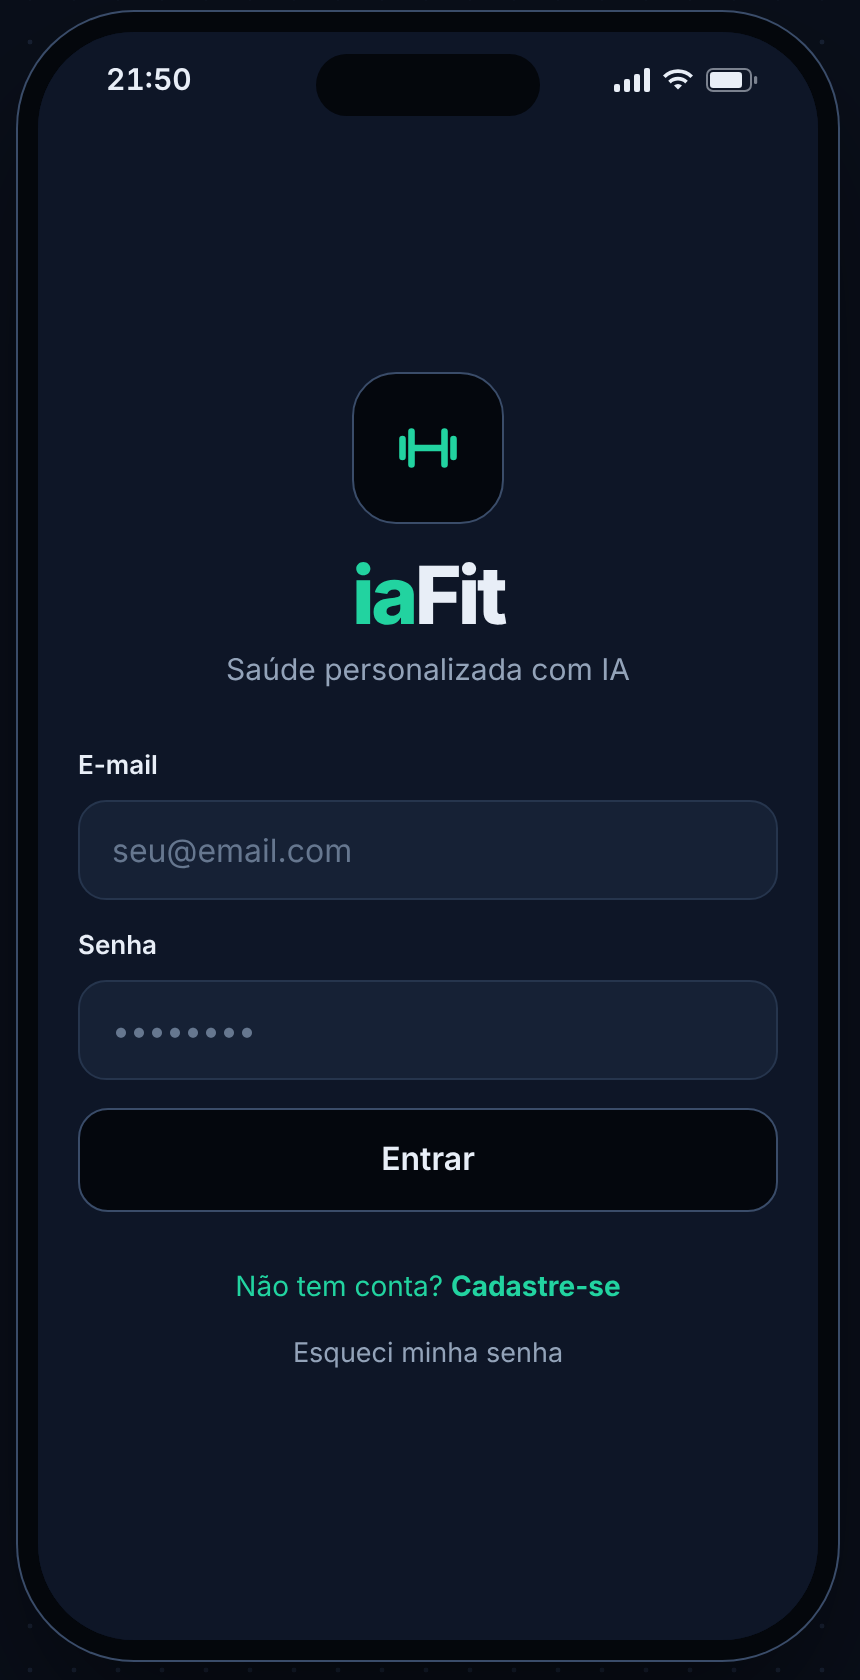 21:50
iaFit
Saúde personalizada com IA
E-mail
seu@email.com
Senha
••••••••
Entrar
Não tem conta? Cadastre-se
Esqueci minha senha